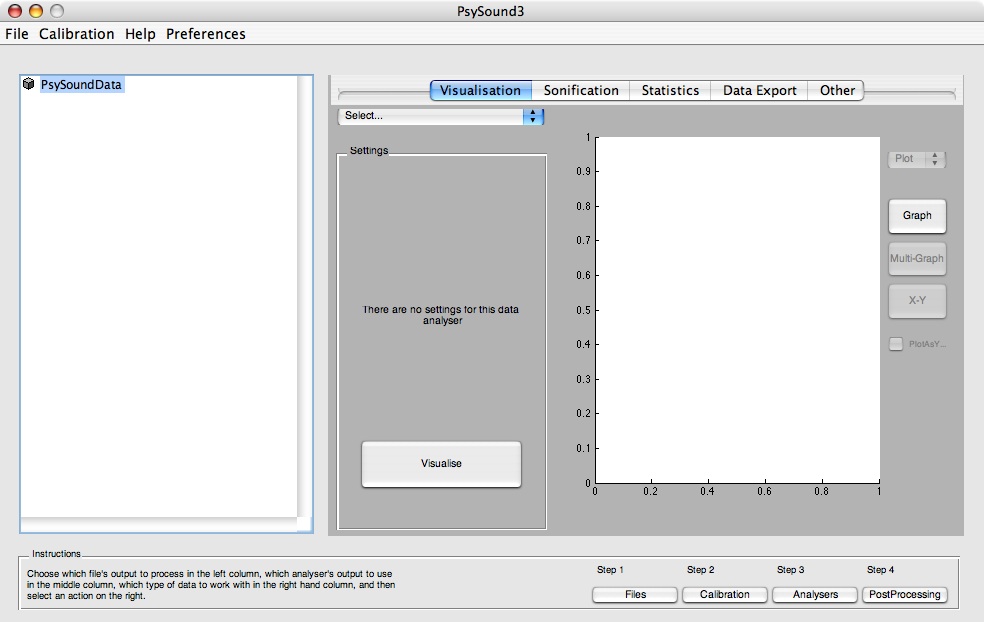 PsySound3
File Calibration Help Preferences
PsySoundData
Visualisation Sonification Statistics Data Export Other
Select...
Settings
There are no settings for this data
analyser
Visualise
1
0.9
0.8
0.7
0.6
0.5
0.4
0.3
0.2
0.1
0
0 0.2 0.4 0.6 0.8 1
Plot
Graph
Multi-Graph
X-Y
PlotAsY...
Instructions
Choose which file's output to process in the left column, which analyser's output to use
in the middle column, which type of data to work with in the right hand column, and then
select an action on the right.
Step 1 Step 2 Step 3 Step 4
Files Calibration Analysers PostProcessing